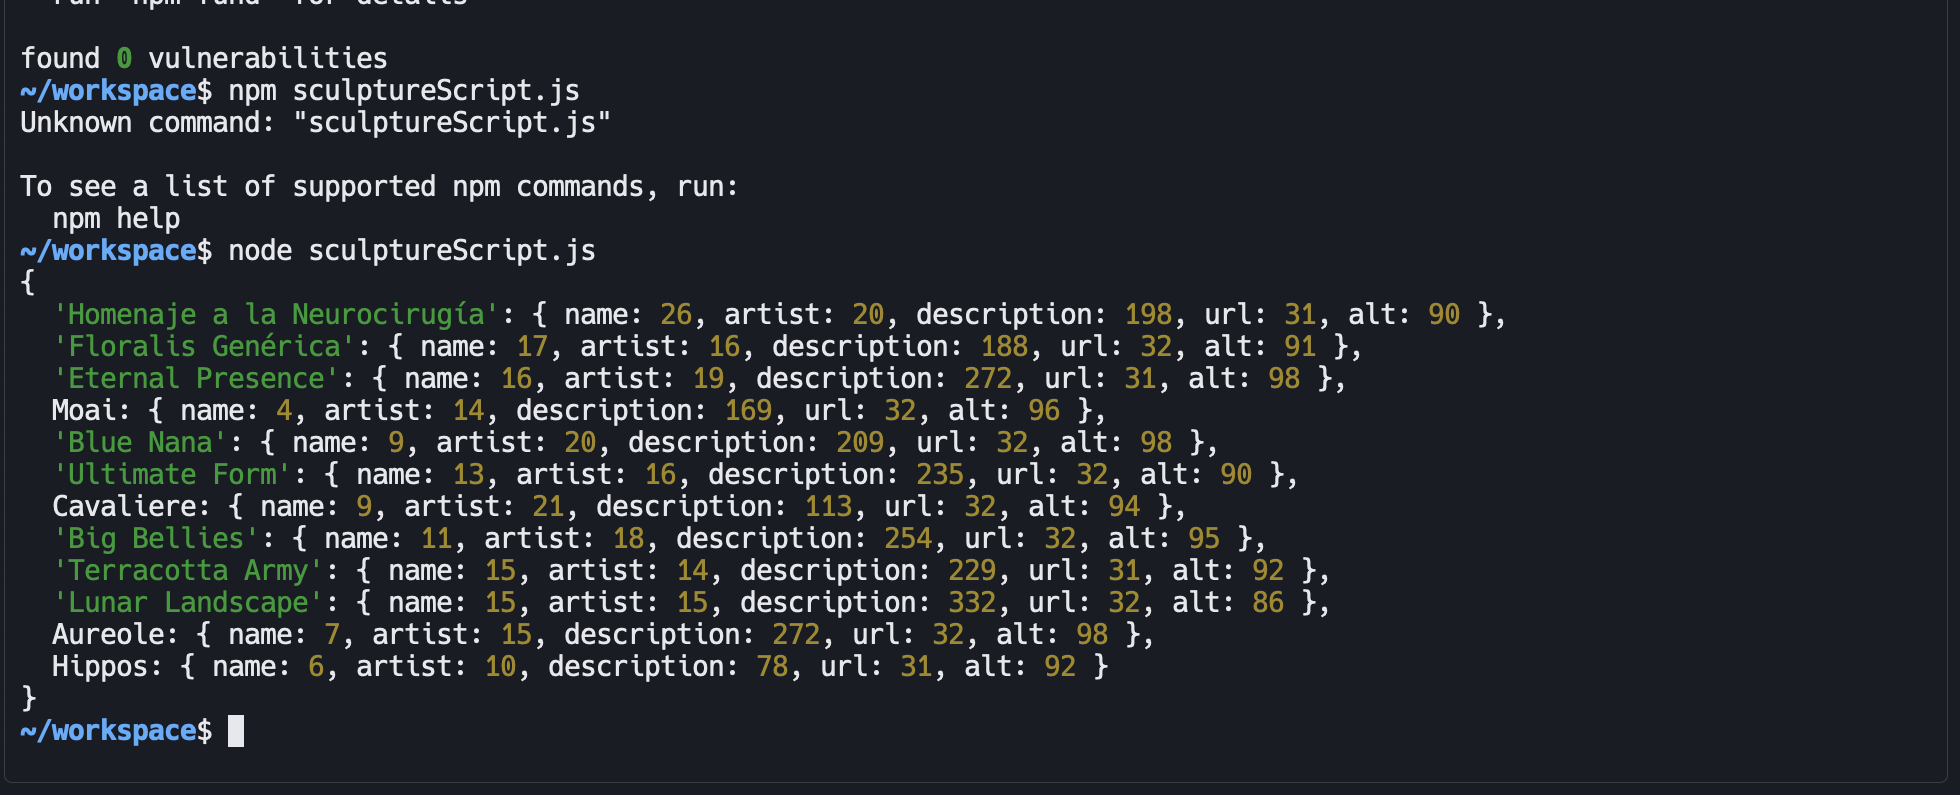 run `npm fund` for details
found 0 vulnerabilities
~/workspace$ npm sculptureScript.js
Unknown command: "sculptureScript.js"
To see a list of supported npm commands, run:
  npm help
~/workspace$ node sculptureScript.js
{
  'Homenaje a la Neurocirugía': { name: 26, artist: 20, description: 198, url: 31, alt: 90 },
  'Floralis Genérica': { name: 17, artist: 16, description: 188, url: 32, alt: 91 },
  'Eternal Presence': { name: 16, artist: 19, description: 272, url: 31, alt: 98 },
  Moai: { name: 4, artist: 14, description: 169, url: 32, alt: 96 },
  'Blue Nana': { name: 9, artist: 20, description: 209, url: 32, alt: 98 },
  'Ultimate Form': { name: 13, artist: 16, description: 235, url: 32, alt: 90 },
  Cavaliere: { name: 9, artist: 21, description: 113, url: 32, alt: 94 },
  'Big Bellies': { name: 11, artist: 18, description: 254, url: 32, alt: 95 },
  'Terracotta Army': { name: 15, artist: 14, description: 229, url: 31, alt: 92 },
  'Lunar Landscape': { name: 15, artist: 15, description: 332, url: 32, alt: 86 },
  Aureole: { name: 7, artist: 15, description: 272, url: 32, alt: 98 },
  Hippos: { name: 6, artist: 10, description: 78, url: 31, alt: 92 }
}
~/workspace$